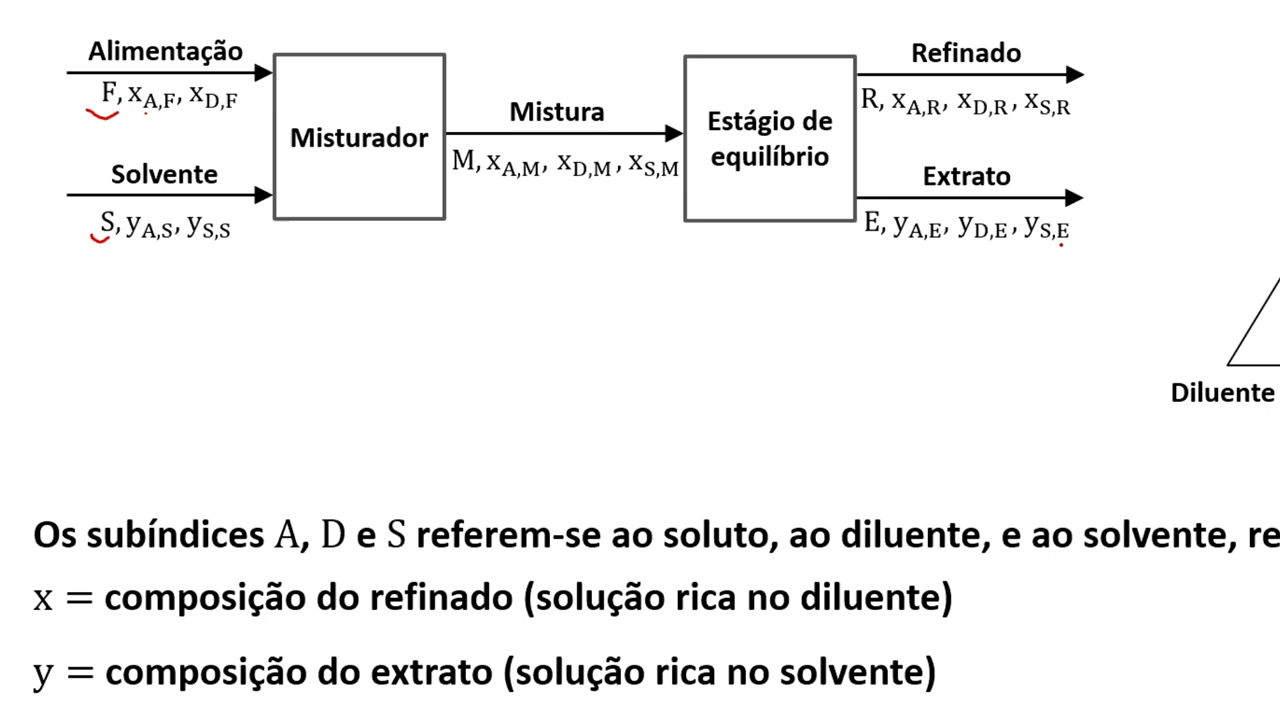 Alimentação
F, x_A,F, x_D,F
Solvente
S, y_A,S, y_S,S
Misturador
Mistura
M, x_A,M, x_D,M, x_S,M
Estágio de
equilíbrio
Refinado
R, x_A,R, x_D,R, x_S,R
Extrato
E, y_A,E, y_D,E, y_S,E
Diluente
Os subíndices A, D e S referem-se ao soluto, ao diluente, e ao solvente, re
x = composição do refinado (solução rica no diluente)
y = composição do extrato (solução rica no solvente)